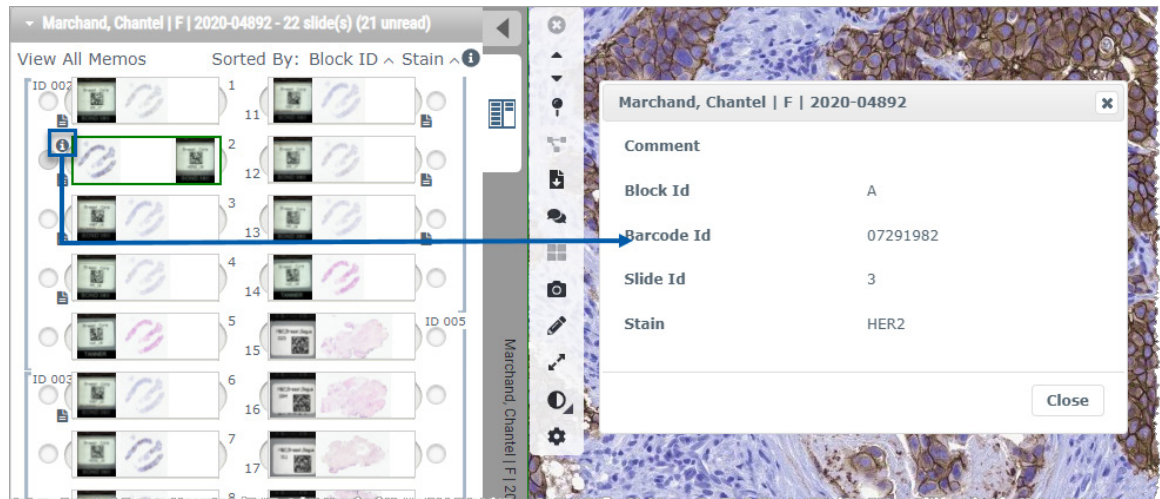 Marchand, Chantel | F | 2020-04892 - 22 slide(s) (21 unread)
View All Memos
Sorted By: Block ID ^ Stain ^
ID 002
1
11
2
12
3
13
4
14
5
15
ID 005
ID 003
6
16
7
17
8
Marchand, Chantel | F | 20
Marchand, Chantel | F | 2020-04892
Comment
Block Id A
Barcode Id 07291982
Slide Id 3
Stain HER2
Close